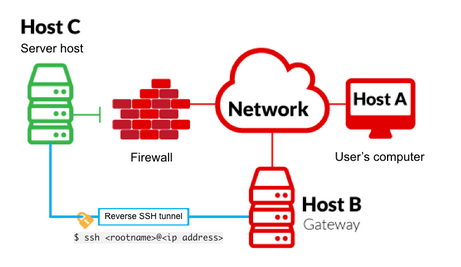 Host C
Server host
Network
Host A
Firewall
User's computer
Reverse SSH tunnel
$ ssh <rootname>@<ip address>
Host B
Gateway